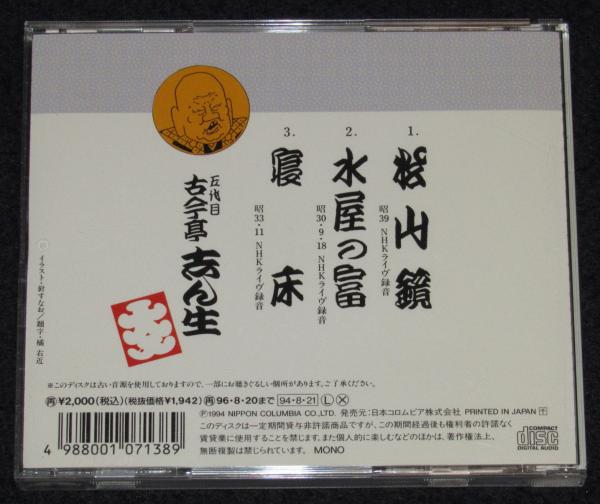 1. 松山鏡
昭39 NHKライヴ録音
2. 水屋の富
昭30・9・18 NHKライヴ録音
3. 寝床
昭33・11 NHKライヴ録音
五代目
古今亭 志ん生
イラスト・針すなお/題字・橘 右近
※このディスクは古い音源を使用しておりますので、一部にお聴きぐるしい個所があります。ご了承ください。
再¥2,000(税込)(税抜価格¥1,942) 再96・8・20まで 94・8・21 L X
Ⓟ1994 NIPPON COLUMBIA CO.,LTD. 発売元:日本コロムビア株式会社 PRINTED IN JAPAN
このディスクは一定期間貸与非許諾商品ですが、この期間経過後も権利者の許諾なく
賃貸業に使用することを禁じます。また個人的に楽しむなどのほかは、著作権法上、
無断複製は禁じられています。 MONO
4 988001 071389
COMPACT
disc
DIGITAL AUDIO